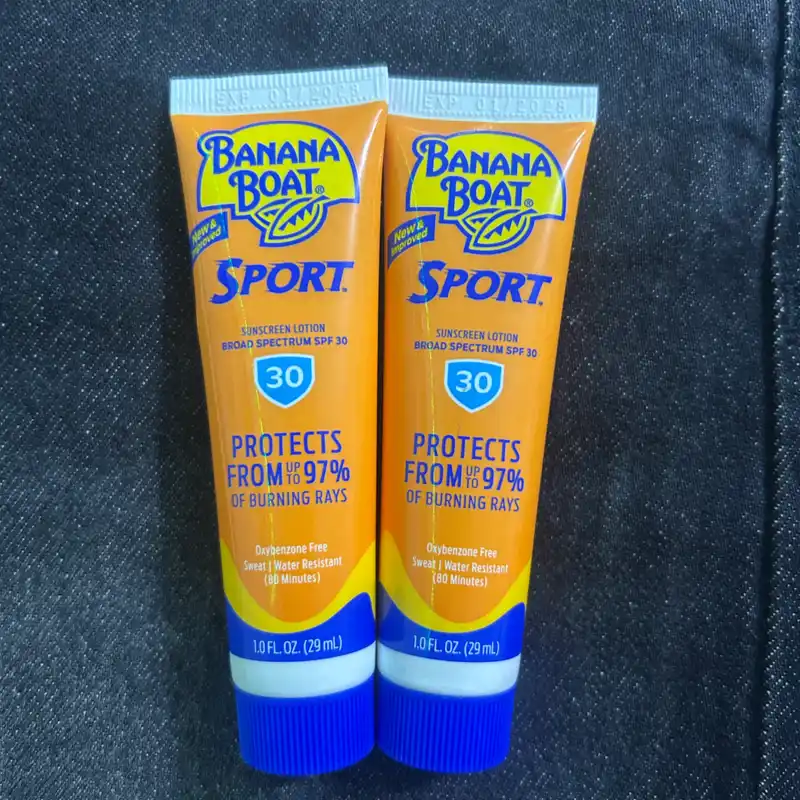 EXP 01/2028
BANANA
BOAT®
New &
Improved
SPORT™
SUNSCREEN LOTION
BROAD SPECTRUM SPF 30
30
PROTECTS
FROM UP TO 97%
OF BURNING RAYS
Oxybenzone Free
Sweat | Water Resistant
(80 Minutes)
1.0 FL. OZ. (29 mL)
EXP 01/2028
BANANA
BOAT®
New &
Improved
SPORT™
SUNSCREEN LOTION
BROAD SPECTRUM SPF 30
30
PROTECTS
FROM UP TO 97%
OF BURNING RAYS
Oxybenzone Free
Sweat | Water Resistant
(80 Minutes)
1.0 FL. OZ. (29 mL)